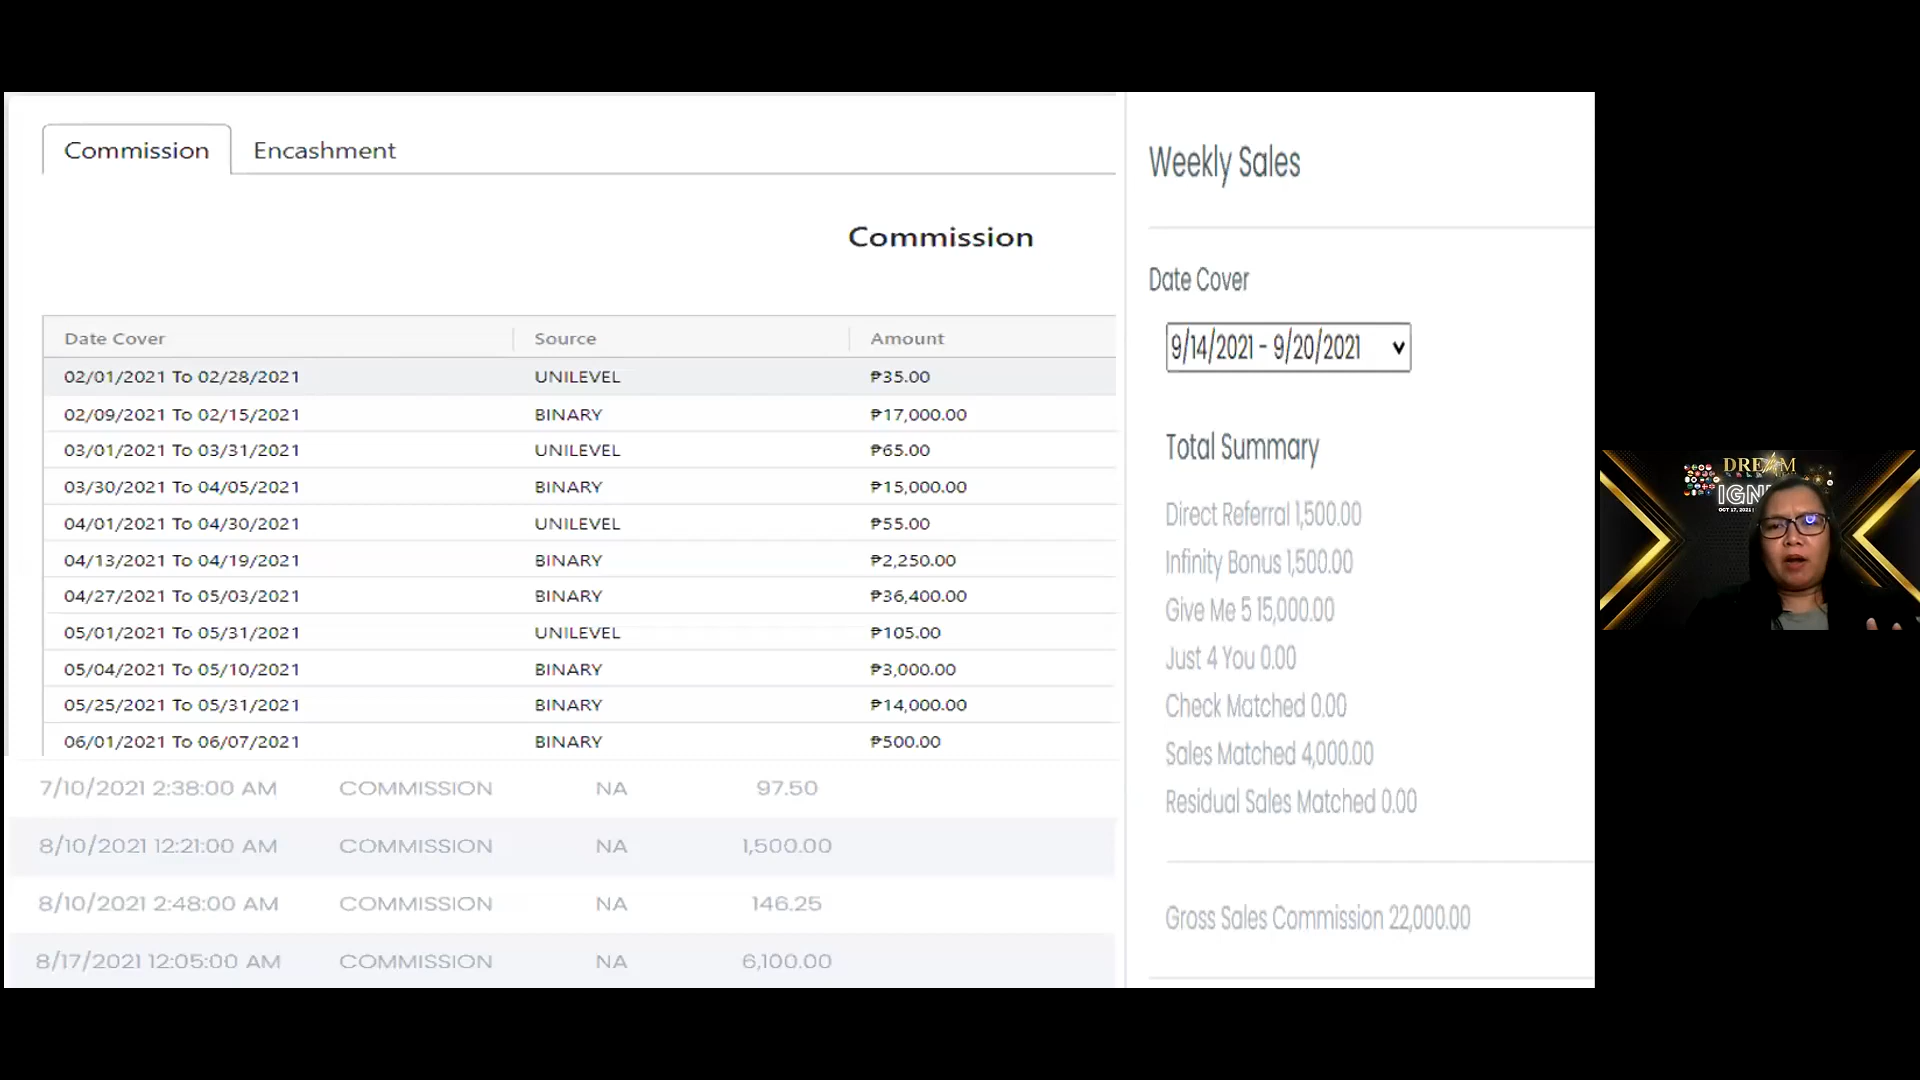 Commission Encashment
Commission
Date Cover Source Amount
02/01/2021 To 02/28/2021 UNILEVEL ₱35.00
02/09/2021 To 02/15/2021 BINARY ₱17,000.00
03/01/2021 To 03/31/2021 UNILEVEL ₱65.00
03/30/2021 To 04/05/2021 BINARY ₱15,000.00
04/01/2021 To 04/30/2021 UNILEVEL ₱55.00
04/13/2021 To 04/19/2021 BINARY ₱2,250.00
04/27/2021 To 05/03/2021 BINARY ₱36,400.00
05/01/2021 To 05/31/2021 UNILEVEL ₱105.00
05/04/2021 To 05/10/2021 BINARY ₱3,000.00
05/25/2021 To 05/31/2021 BINARY ₱14,000.00
06/01/2021 To 06/07/2021 BINARY ₱500.00
7/10/2021 2:38:00 AM COMMISSION NA 97.50
8/10/2021 12:21:00 AM COMMISSION NA 1,500.00
8/10/2021 2:48:00 AM COMMISSION NA 146.25
8/17/2021 12:05:00 AM COMMISSION NA 6,100.00
Weekly Sales
Date Cover
9/14/2021 - 9/20/2021
Total Summary
Direct Referral 1,500.00
Infinity Bonus 1,500.00
Give Me 5 15,000.00
Just 4 You 0.00
Check Matched 0.00
Sales Matched 4,000.00
Residual Sales Matched 0.00
Gross Sales Commission 22,000.00
DREAM
OCT 17, 2021